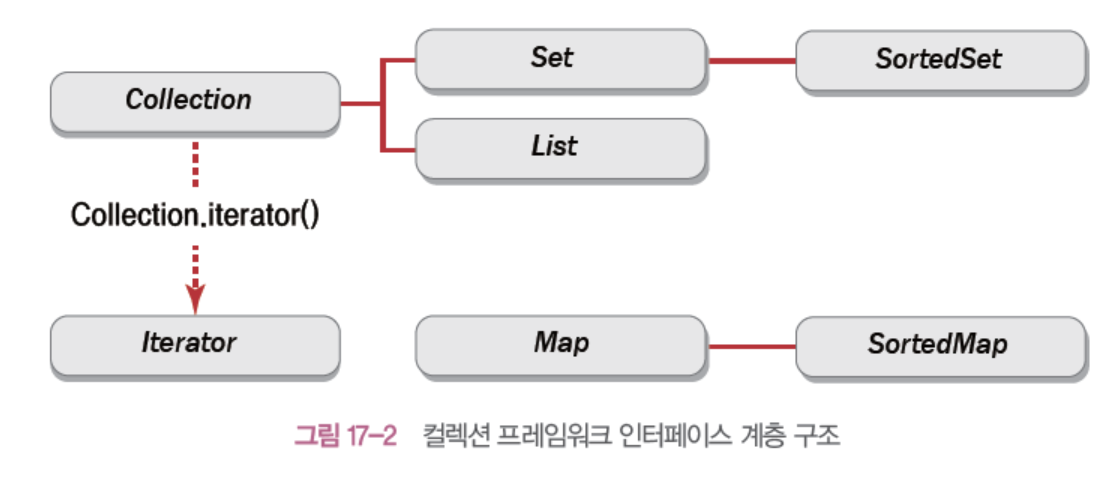 Set
SortedSet
Collection
List
Collection.iterator()
Iterator
Map
SortedMap
그림 17-2 컬렉션 프레임워크 인터페이스 계층 구조